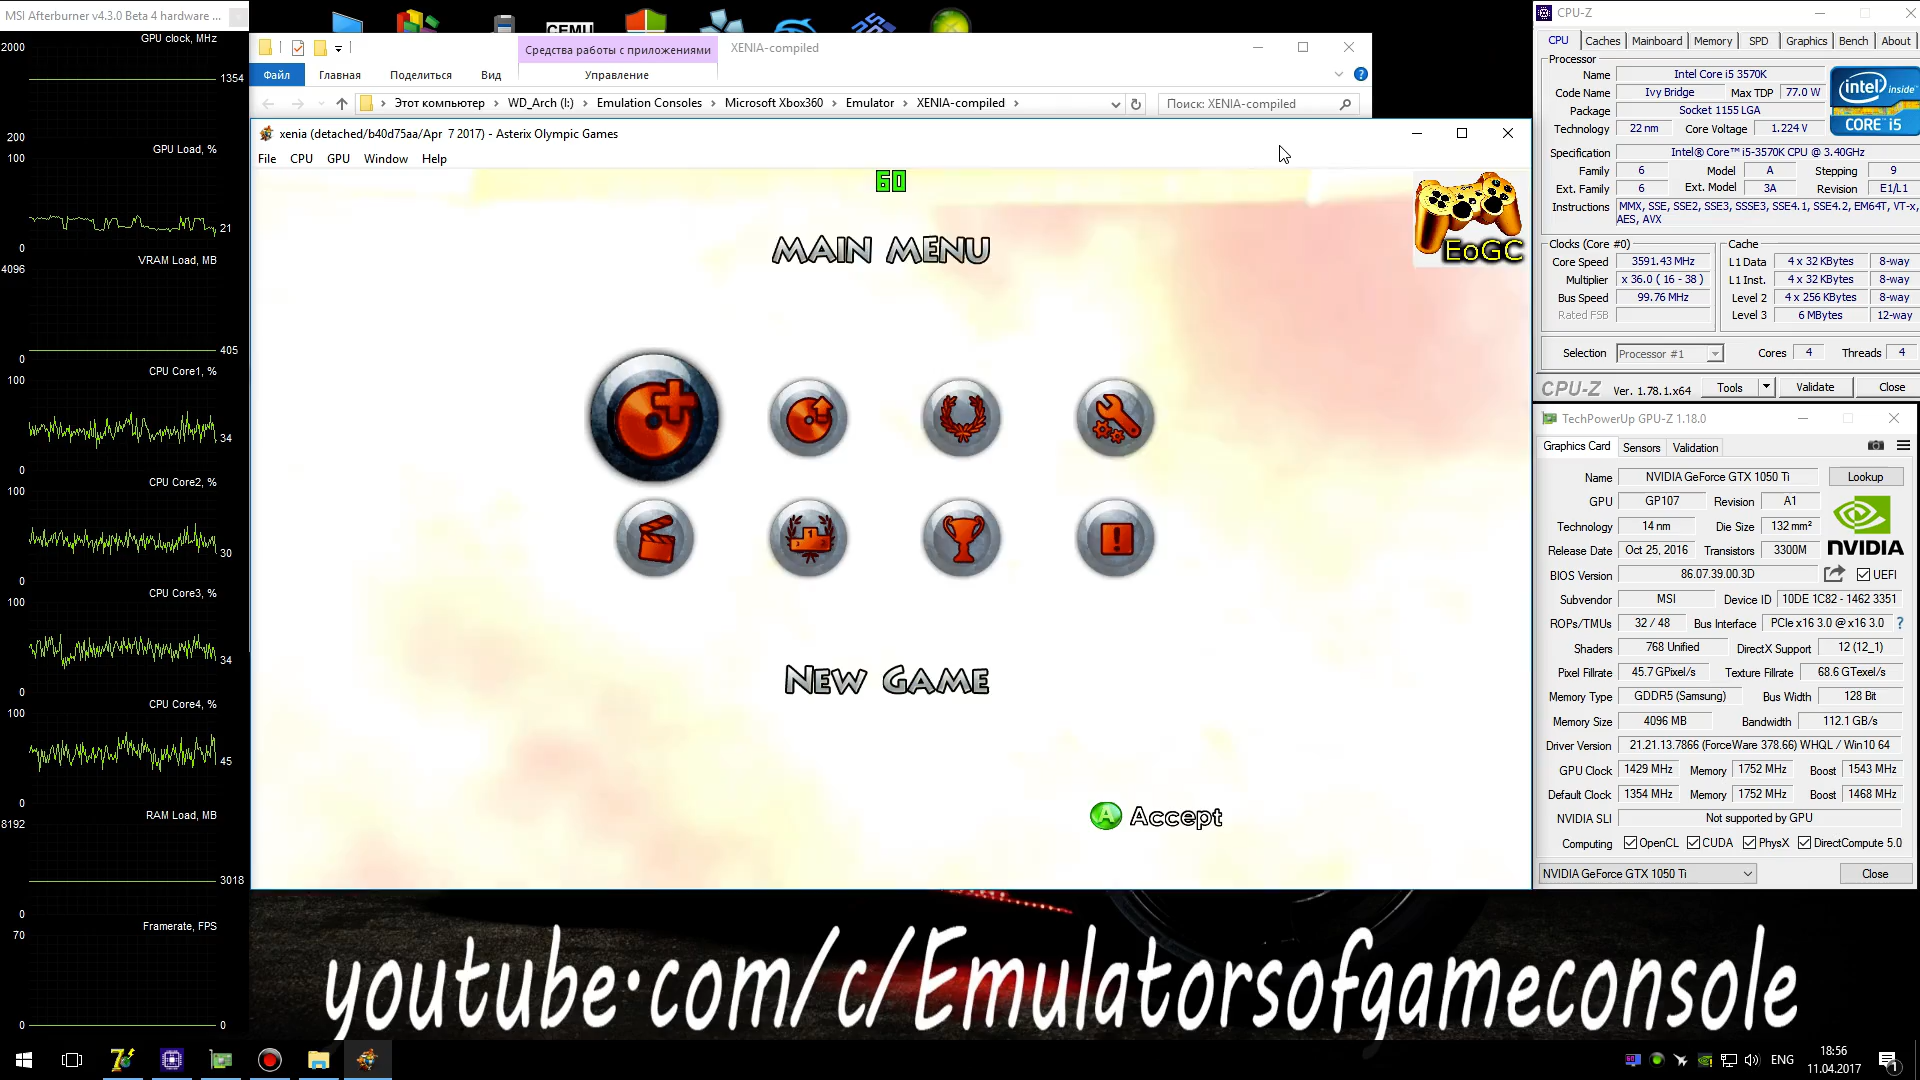 MSI Afterburner v4.3.0 Beta 4 hardware ...
GPU clock, MHz
2000
1354
200
GPU Load, %
100
21
0
VRAM Load, MB
4096
405
0
CPU Core1, %
100
34
0
CPU Core2, %
100
30
0
CPU Core3, %
100
34
0
CPU Core4, %
100
45
0
RAM Load, MB
8192
3018
0
Framerate, FPS
70
0
0
CEMU
Средства работы с приложениями
XENIA-compiled
Файл
Главная
Поделиться
Вид
Управление
Этот компьютер
WD_Arch (I:)
Emulation Consoles
Microsoft Xbox360
Emulator
XENIA-compiled
Поиск: XENIA-compiled
xenia (detached/b40d75aa/Apr 7 2017) - Asterix Olympic Games
File CPU GPU Window Help
60
EoGC
MAIN MENU
NEW GAME
A Accept
CPU-Z
CPU Caches Mainboard Memory SPD Graphics Bench About
Processor
Name Intel Core i5 3570K
Code Name Ivy Bridge Max TDP 77.0 W
Package Socket 1155 LGA
Technology 22 nm Core Voltage 1.224 V
intel inside
CORE i5
Specification Intel® Core™ i5-3570K CPU @ 3.40GHz
Family 6 Model A Stepping 9
Ext. Family 6 Ext. Model 3A Revision E1/L1
Instructions MMX, SSE, SSE2, SSE3, SSSE3, SSE4.1, SSE4.2, EM64T, VT-x,
AES, AVX
Clocks (Core #0)
Core Speed 3591.43 MHz
Multiplier x 36.0 ( 16 - 38 )
Bus Speed 99.76 MHz
Rated FSB
Cache
L1 Data 4 x 32 KBytes 8-way
L1 Inst. 4 x 32 KBytes 8-way
Level 2 4 x 256 KBytes 8-way
Level 3 6 MBytes 12-way
Selection Processor #1 Cores 4 Threads 4
CPU-Z Ver. 1.78.1.x64 Tools Validate Close
TechPowerUp GPU-Z 1.18.0
Graphics Card Sensors Validation
Name NVIDIA GeForce GTX 1050 Ti Lookup
GPU GP107 Revision A1
Technology 14 nm Die Size 132 mm²
Release Date Oct 25, 2016 Transistors 3300M
NVIDIA
BIOS Version 86.07.39.00.3D UEFI
Subvendor MSI Device ID 10DE 1C82 - 1462 3351
ROPs/TMUs 32 / 48 Bus Interface PCIe x16 3.0 @ x16 3.0 ?
Shaders 768 Unified DirectX Support 12 (12_1)
Pixel Fillrate 45.7 GPixel/s Texture Fillrate 68.6 GTexel/s
Memory Type GDDR5 (Samsung) Bus Width 128 Bit
Memory Size 4096 MB Bandwidth 112.1 GB/s
Driver Version 21.21.13.7866 (ForceWare 378.66) WHQL / Win10 64
GPU Clock 1429 MHz Memory 1752 MHz Boost 1543 MHz
Default Clock 1354 MHz Memory 1752 MHz Boost 1468 MHz
NVIDIA SLI Not supported by GPU
Computing OpenCL CUDA PhysX DirectCompute 5.0
NVIDIA GeForce GTX 1050 Ti Close
youtube.com/c/Emulatorsofgameconsole
ENG
18:56
11.04.2017
1